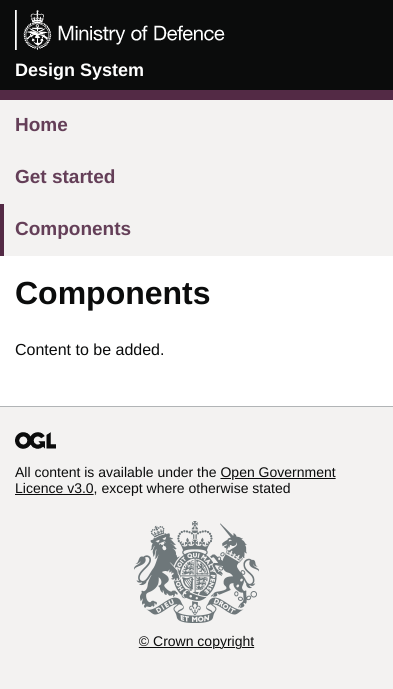 Ministry of Defence
Design System
Home
Get started
Components
Components
Content to be added.
OGL
All content is available under the Open Government
Licence v3.0, except where otherwise stated
DIEU ET MON DROIT
© Crown copyright